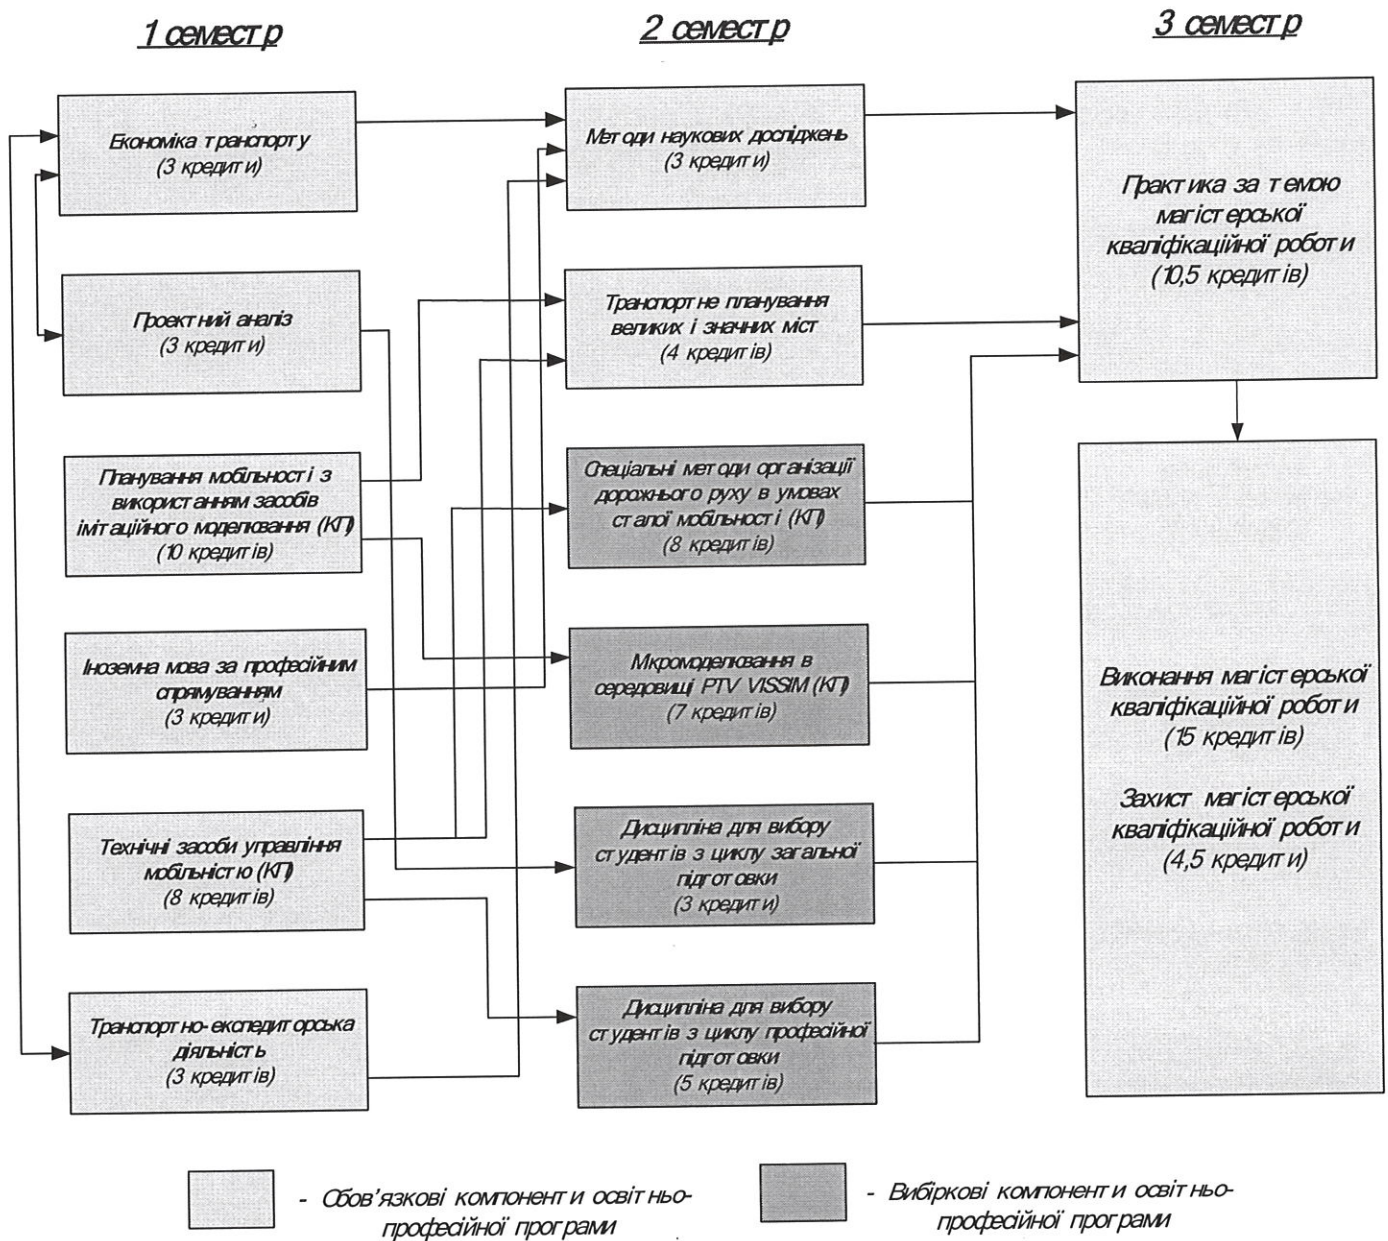 1 семестр
2 семестр
3 семестр
Економіка транспорту
(3 кредити)
Проектний аналіз
(3 кредити)
Планування мобільності з
використанням засобів
імітаційного моделювання (КП)
(10 кредитів)
Іноземна мова за професійним
спрямуванням
(3 кредити)
Технічні засоби управління
мобільністю (КП)
(8 кредитів)
Транспортно-експедиторська
діяльність
(3 кредитів)
Методи наукових досліджень
(3 кредити)
Транспортне планування
великих і значних міст
(4 кредитів)
Спеціальні методи організації
дорожнього руху в умовах
сталої мобільності (КП)
(8 кредитів)
Мікромоделювання в
середовищі PTV VISSIM (КП)
(7 кредитів)
Дисципліна для вибору
студентів з циклу загальної
підготовки
(3 кредити)
Дисципліна для вибору
студентів з циклу професійної
підготовки
(5 кредитів)
Практика за темою
магістерської
кваліфікаційної роботи
(10,5 кредитів)
Виконання магістерської
кваліфікаційної роботи
(15 кредитів)
Захист магістерської
кваліфікаційної роботи
(4,5 кредити)
- Обов'язкові компоненти освітньо-
професійної програми
- Вибіркові компоненти освітньо-
професійної програми